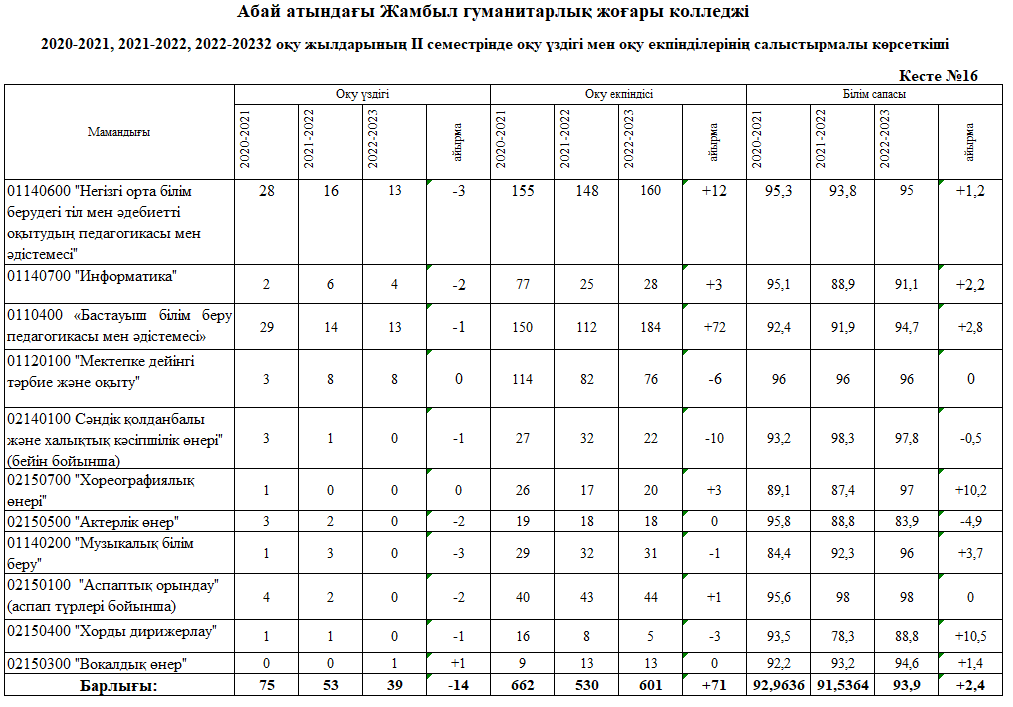 Абай атындағы Жамбыл гуманитарлық жоғары колледжі
2020-2021, 2021-2022, 2022-20232 оқу жылдарының II семестрінде оқу үздігі мен оқу екпінділерінің салыстырмалы көрсеткіші
Кесте №16
Мамандығы Оқу үздігі Оқу екпіндісі Білім сапасы
2020-2021 2021-2022 2022-2023 айырма 2020-2021 2021-2022 2022-2023 айырма 2020-2021 2021-2022 2022-2023 айырма
01140600 "Негізгі орта білім 28 16 13 -3 155 148 160 +12 95,3 93,8 95 +1,2
берудегі тіл мен әдебиетті
оқытудың педагогикасы мен
әдістемесі"
01140700 "Информатика" 2 6 4 -2 77 25 28 +3 95,1 88,9 91,1 +2,2
0110400 «Бастауыш білім беру 29 14 13 -1 150 112 184 +72 92,4 91,9 94,7 +2,8
педагогикасы мен әдістемесі»
01120100 "Мектепке дейінгі
тәрбие және оқыту" 3 8 8 0 114 82 76 -6 96 96 96 0
02140100 Сәндік қолданбалы
және халықтық кәсіпшілік өнері" 3 1 0 -1 27 32 22 -10 93,2 98,3 97,8 -0,5
(бейін бойынша)
02150700 "Хореографиялық 1 0 0 0 26 17 20 +3 89,1 87,4 97 +10,2
өнері"
02150500 "Актерлік өнер" 3 2 0 -2 19 18 18 0 95,8 88,8 83,9 -4,9
01140200 "Музыкалық білім 1 3 0 -3 29 32 31 -1 84,4 92,3 96 +3,7
беру"
02150100 "Аспаптық орындау" 4 2 0 -2 40 43 44 +1 95,6 98 98 0
(аспап түрлері бойынша)
02150400 "Хорды дирижерлау" 1 1 0 -1 16 8 5 -3 93,5 78,3 88,8 +10,5
02150300 "Вокалдық өнер" 0 0 1 +1 9 13 13 0 92,2 93,2 94,6 +1,4
Барлығы: 75 53 39 -14 662 530 601 +71 92,9636 91,5364 93,9 +2,4